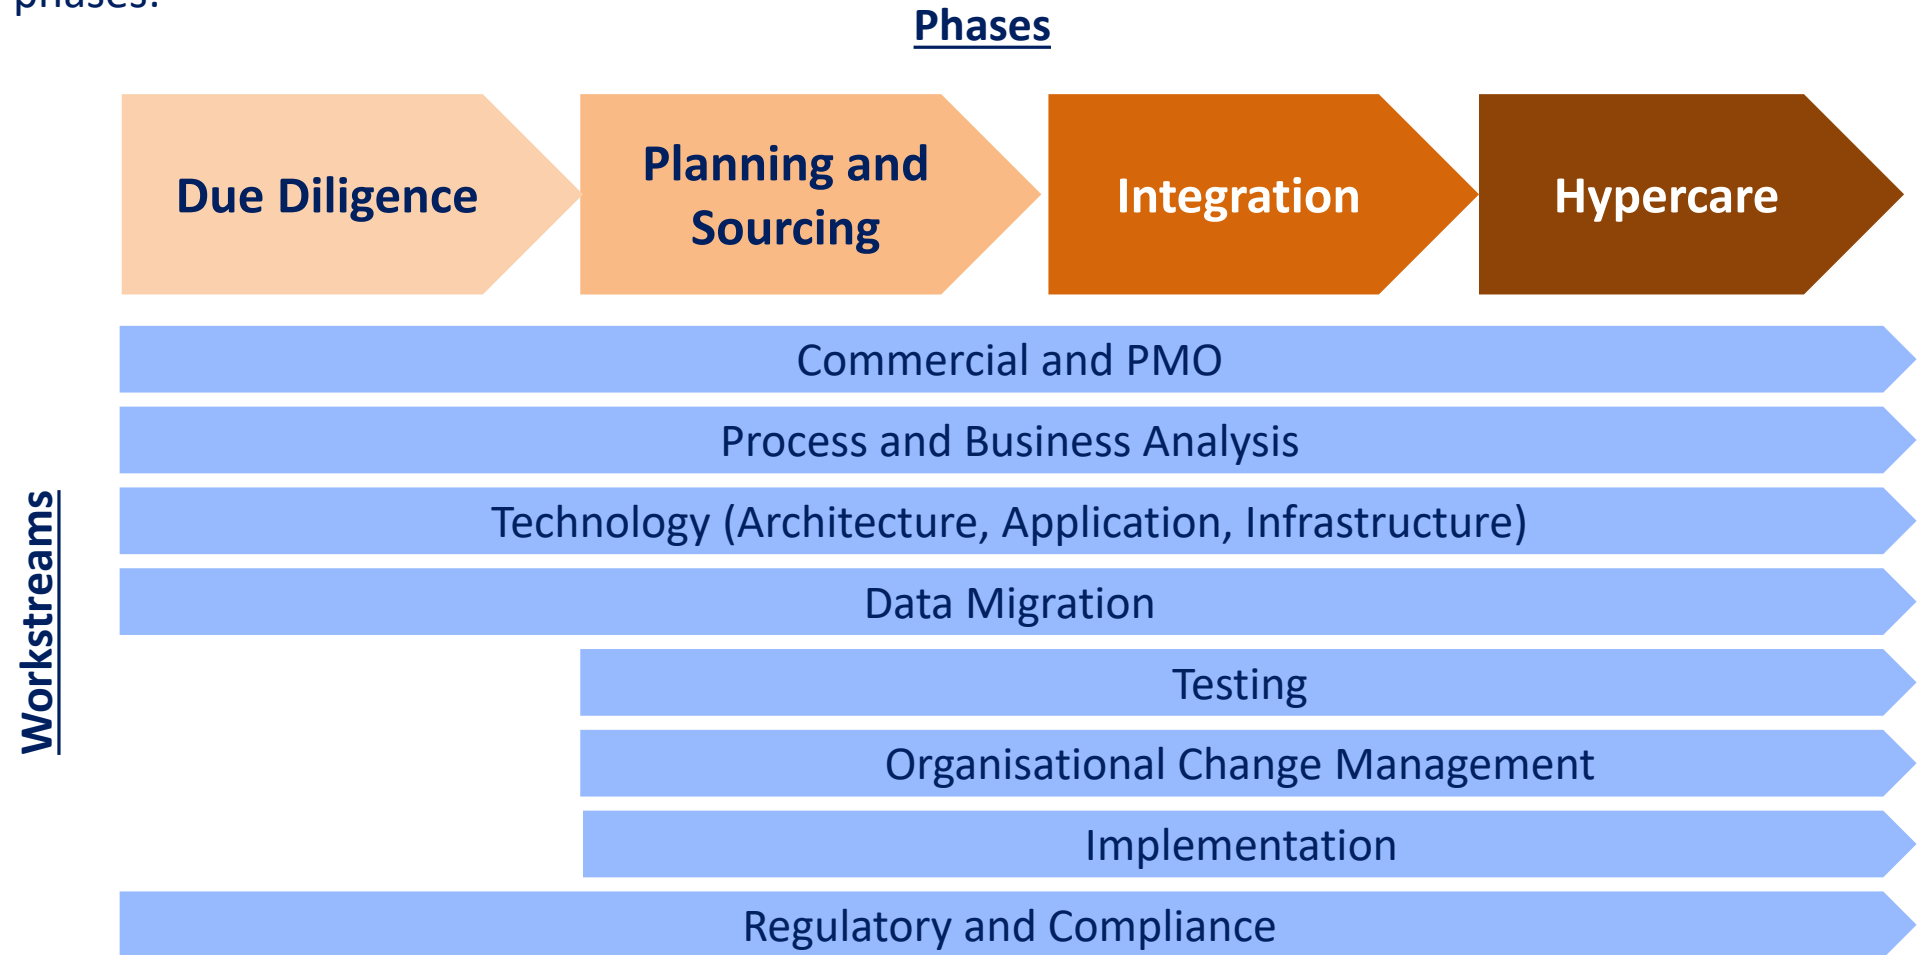 phases:
Phases
Due Diligence
Planning and
Sourcing
Integration
Hypercare
Workstreams
Commercial and PMO
Process and Business Analysis
Technology (Architecture, Application, Infrastructure)
Data Migration
Testing
Organisational Change Management
Implementation
Regulatory and Compliance